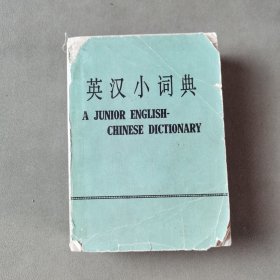 英汉小词典
A JUNIOR ENGLISH-
CHINESE DICTIONARY